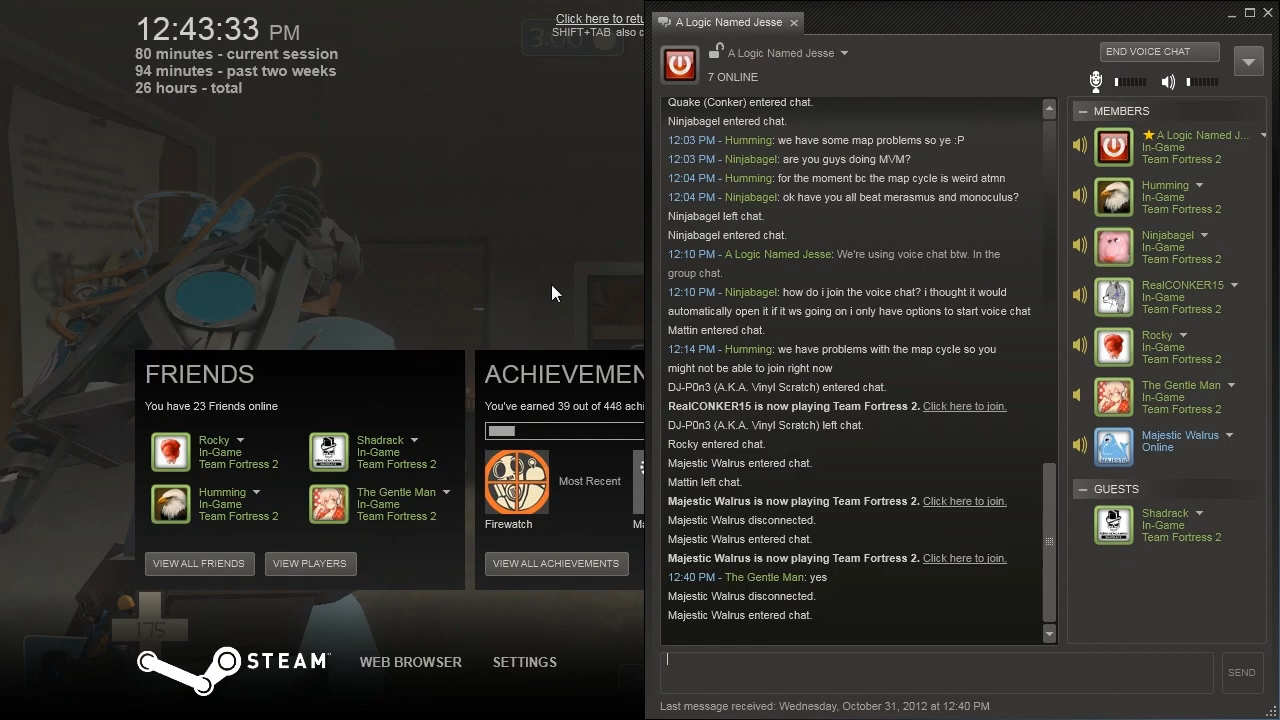 12:43:33 PM
80 minutes - current session
94 minutes - past two weeks
26 hours - total
Click here to retu
SHIFT+TAB also c
FRIENDS
You have 23 Friends online
Rocky
In-Game
Team Fortress 2
Shadrack
In-Game
Team Fortress 2
Humming
In-Game
Team Fortress 2
The Gentle Man
In-Game
Team Fortress 2
VIEW ALL FRIENDS
VIEW PLAYERS
ACHIEVEMEN
You've earned 39 out of 448 achi
Most Recent
Firewatch
Ma
VIEW ALL ACHIEVEMENTS
175
STEAM™
WEB BROWSER
SETTINGS
A Logic Named Jesse
A Logic Named Jesse
7 ONLINE
END VOICE CHAT
Quake (Conker) entered chat.
Ninjabagel entered chat.
12:03 PM - Humming: we have some map problems so ye :P
12:03 PM - Ninjabagel: are you guys doing M\/M?
12:04 PM - Humming: for the moment bc the map cycle is weird atmn
12:04 PM - Ninjabagel: ok have you all beat merasmus and monoculus?
Ninjabagel left chat.
Ninjabagel entered chat.
12:10 PM - A Logic Named Jesse: We're using voice chat btw. In the
group chat.
12:10 PM - Ninjabagel: how do i join the voice chat? i thought it would
automatically open it if it ws going on i only have options to start voice chat
Mattin entered chat.
12:14 PM - Humming: we have problems with the map cycle so you
might not be able to join right now
DJ-P0n3 (A.K.A. Vinyl Scratch) entered chat.
RealCONKER15 is now playing Team Fortress 2. Click here to join.
DJ-P0n3 (A.K.A. Vinyl Scratch) left chat.
Rocky entered chat.
Majestic Walrus entered chat.
Mattin left chat.
Majestic Walrus is now playing Team Fortress 2. Click here to join.
Majestic Walrus disconnected.
Majestic Walrus entered chat.
Majestic Walrus is now playing Team Fortress 2. Click here to join.
12:40 PM - The Gentle Man: yes
Majestic Walrus disconnected.
Majestic Walrus entered chat.
MEMBERS
A Logic Named J...
In-Game
Team Fortress 2
Humming
In-Game
Team Fortress 2
Ninjabagel
In-Game
Team Fortress 2
RealCONKER15
In-Game
Team Fortress 2
Rocky
In-Game
Team Fortress 2
The Gentle Man
In-Game
Team Fortress 2
Majestic Walrus
Online
MAJESTIC
GUESTS
Shadrack
In-Game
Team Fortress 2
SEND
Last message received: Wednesday, October 31, 2012 at 12:40 PM